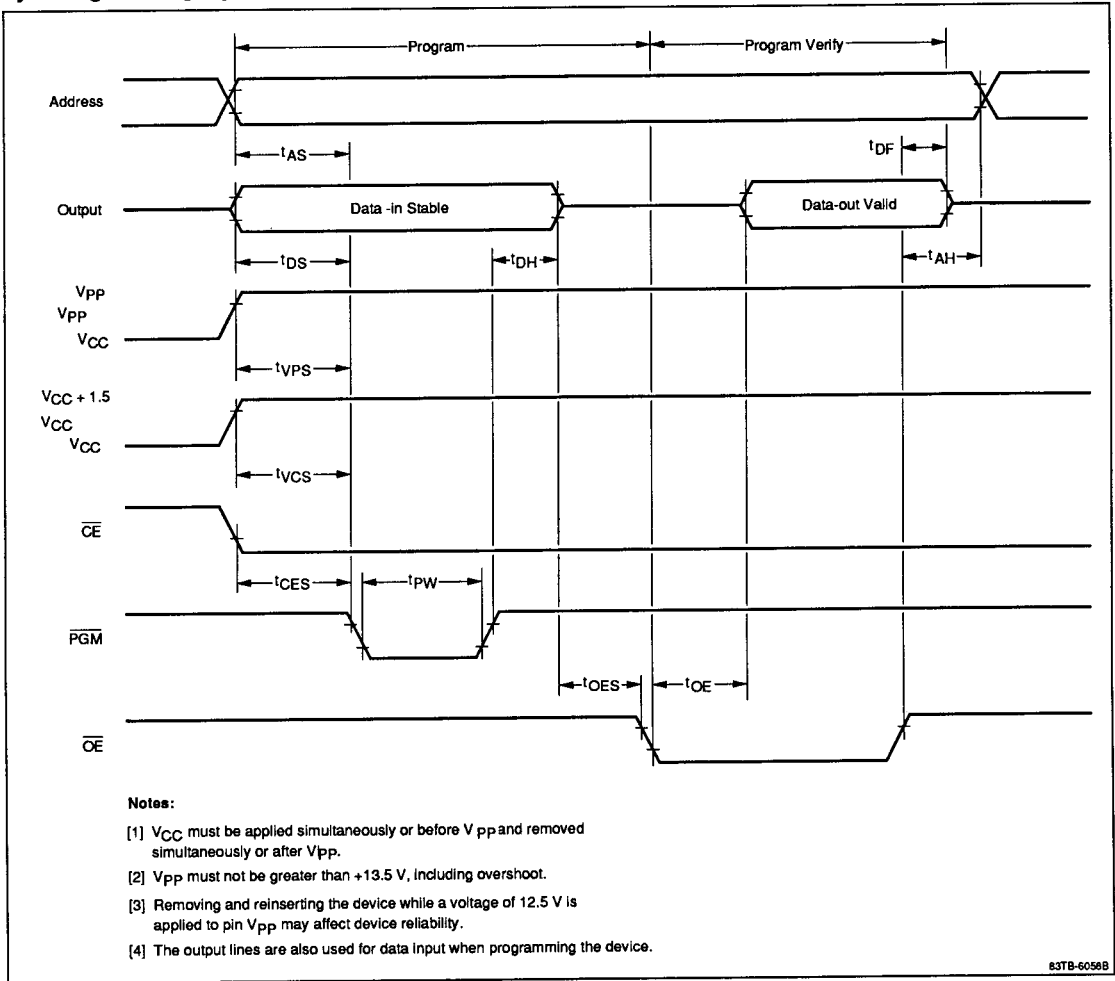 Program
Program Verify
Address
tAS
tDF
Output
Data -in Stable
Data-out Valid
tDS
tDH
tAH
VPP
VPP
VCC
tVPS
VCC + 1.5
VCC
VCC
tVCS
CE
tCES
tPW
PGM
tOES
tOE
OE
Notes:
[1] VCC must be applied simultaneously or before VPP and removed
simultaneously or after VPP.
[2] VPP must not be greater than +13.5 V, including overshoot.
[3] Removing and reinserting the device while a voltage of 12.5 V is
applied to pin VPP may affect device reliability.
[4] The output lines are also used for data input when programming the device.
83TB-6058B